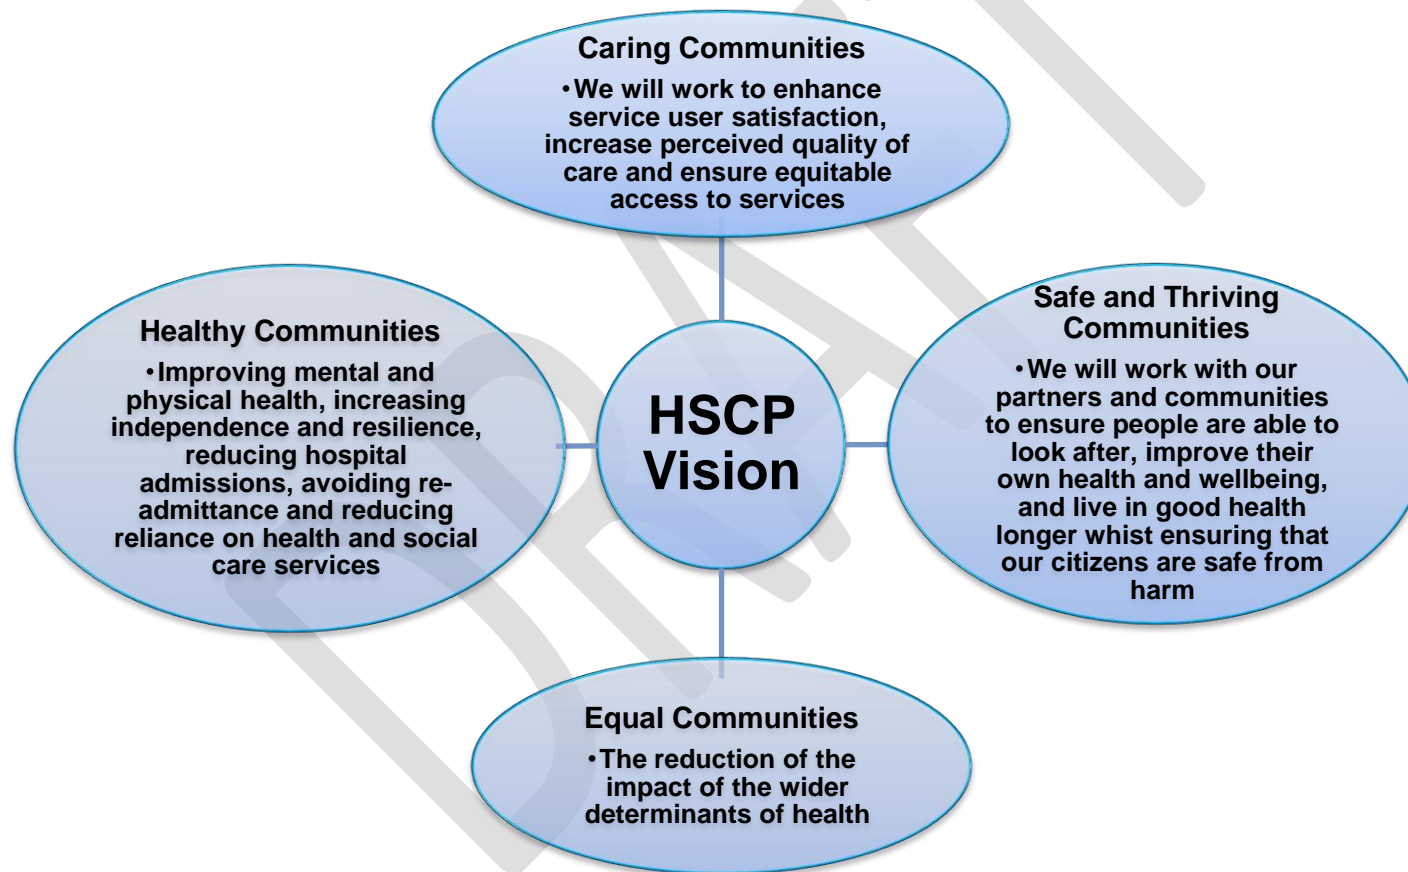 Caring Communities
•We will work to enhance
service user satisfaction,
increase perceived quality of
care and ensure equitable
access to services
Healthy Communities
•Improving mental and
physical health, increasing
independence and resilience,
reducing hospital
admissions, avoiding re-
admittance and reducing
reliance on health and social
care services
HSCP
Vision
Safe and Thriving
Communities
•We will work with our
partners and communities
to ensure people are able to
look after, improve their
own health and wellbeing,
and live in good health
longer whist ensuring that
our citizens are safe from
harm
Equal Communities
•The reduction of the
impact of the wider
determinants of health
DRAFT